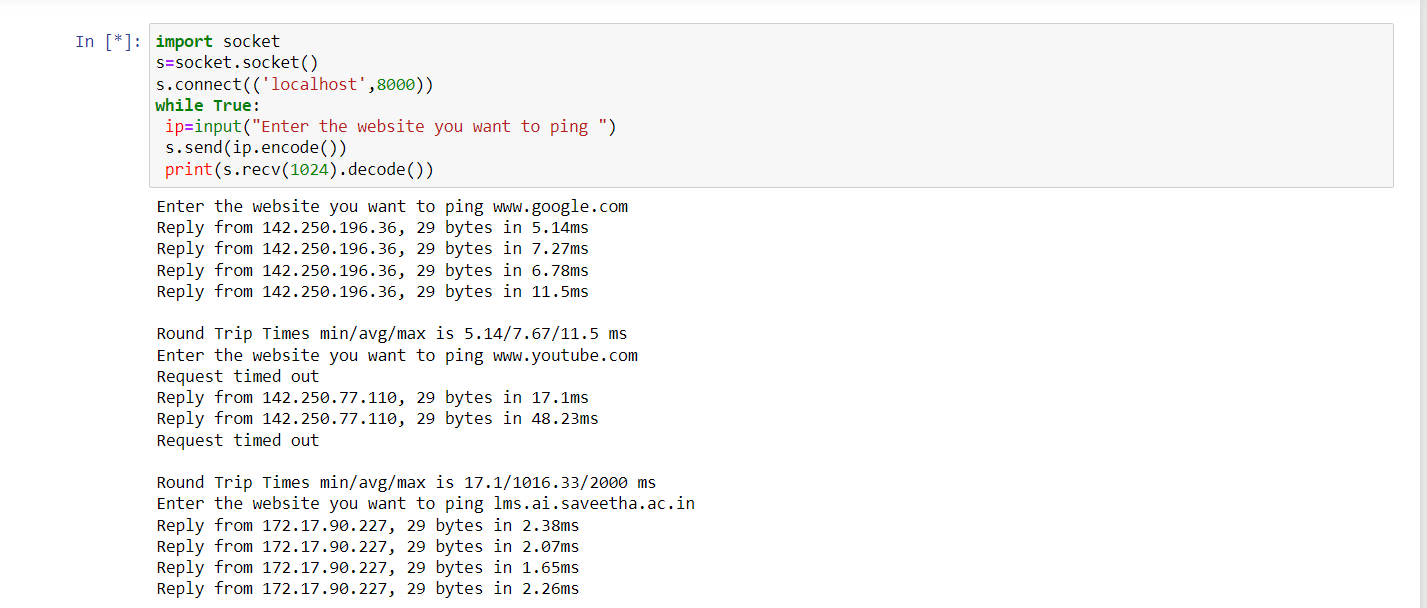 In [*]: import socket
s=socket.socket()
s.connect(('localhost',8000))
while True:
 ip=input("Enter the website you want to ping ")
 s.send(ip.encode())
 print(s.recv(1024).decode())
Enter the website you want to ping www.google.com
Reply from 142.250.196.36, 29 bytes in 5.14ms
Reply from 142.250.196.36, 29 bytes in 7.27ms
Reply from 142.250.196.36, 29 bytes in 6.78ms
Reply from 142.250.196.36, 29 bytes in 11.5ms
Round Trip Times min/avg/max is 5.14/7.67/11.5 ms
Enter the website you want to ping www.youtube.com
Request timed out
Reply from 142.250.77.110, 29 bytes in 17.1ms
Reply from 142.250.77.110, 29 bytes in 48.23ms
Request timed out
Round Trip Times min/avg/max is 17.1/1016.33/2000 ms
Enter the website you want to ping lms.ai.saveetha.ac.in
Reply from 172.17.90.227, 29 bytes in 2.38ms
Reply from 172.17.90.227, 29 bytes in 2.07ms
Reply from 172.17.90.227, 29 bytes in 1.65ms
Reply from 172.17.90.227, 29 bytes in 2.26ms